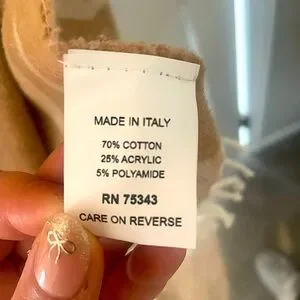 MADE IN ITALY
70% COTTON
25% ACRYLIC
5% POLYAMIDE
RN 75343
CARE ON REVERSE